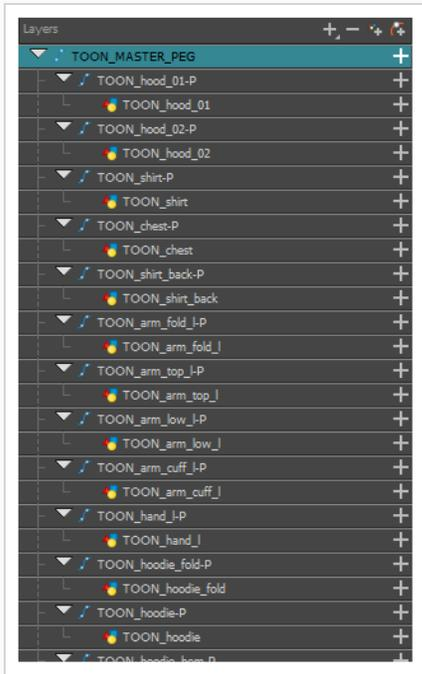 Layers
TOON_MASTER_PEG
TOON_hood_01-P
TOON_hood_01
TOON_hood_02-P
TOON_hood_02
TOON_shirt-P
TOON_shirt
TOON_chest-P
TOON_chest
TOON_shirt_back-P
TOON_shirt_back
TOON_arm_fold_l-P
TOON_arm_fold_l
TOON_arm_top_l-P
TOON_arm_top_l
TOON_arm_low_l-P
TOON_arm_low_l
TOON_arm_cuff_l-P
TOON_arm_cuff_l
TOON_hand_l-P
TOON_hand_l
TOON_hoodie_fold-P
TOON_hoodie_fold
TOON_hoodie-P
TOON_hoodie
TOON_hoodie_hem-P